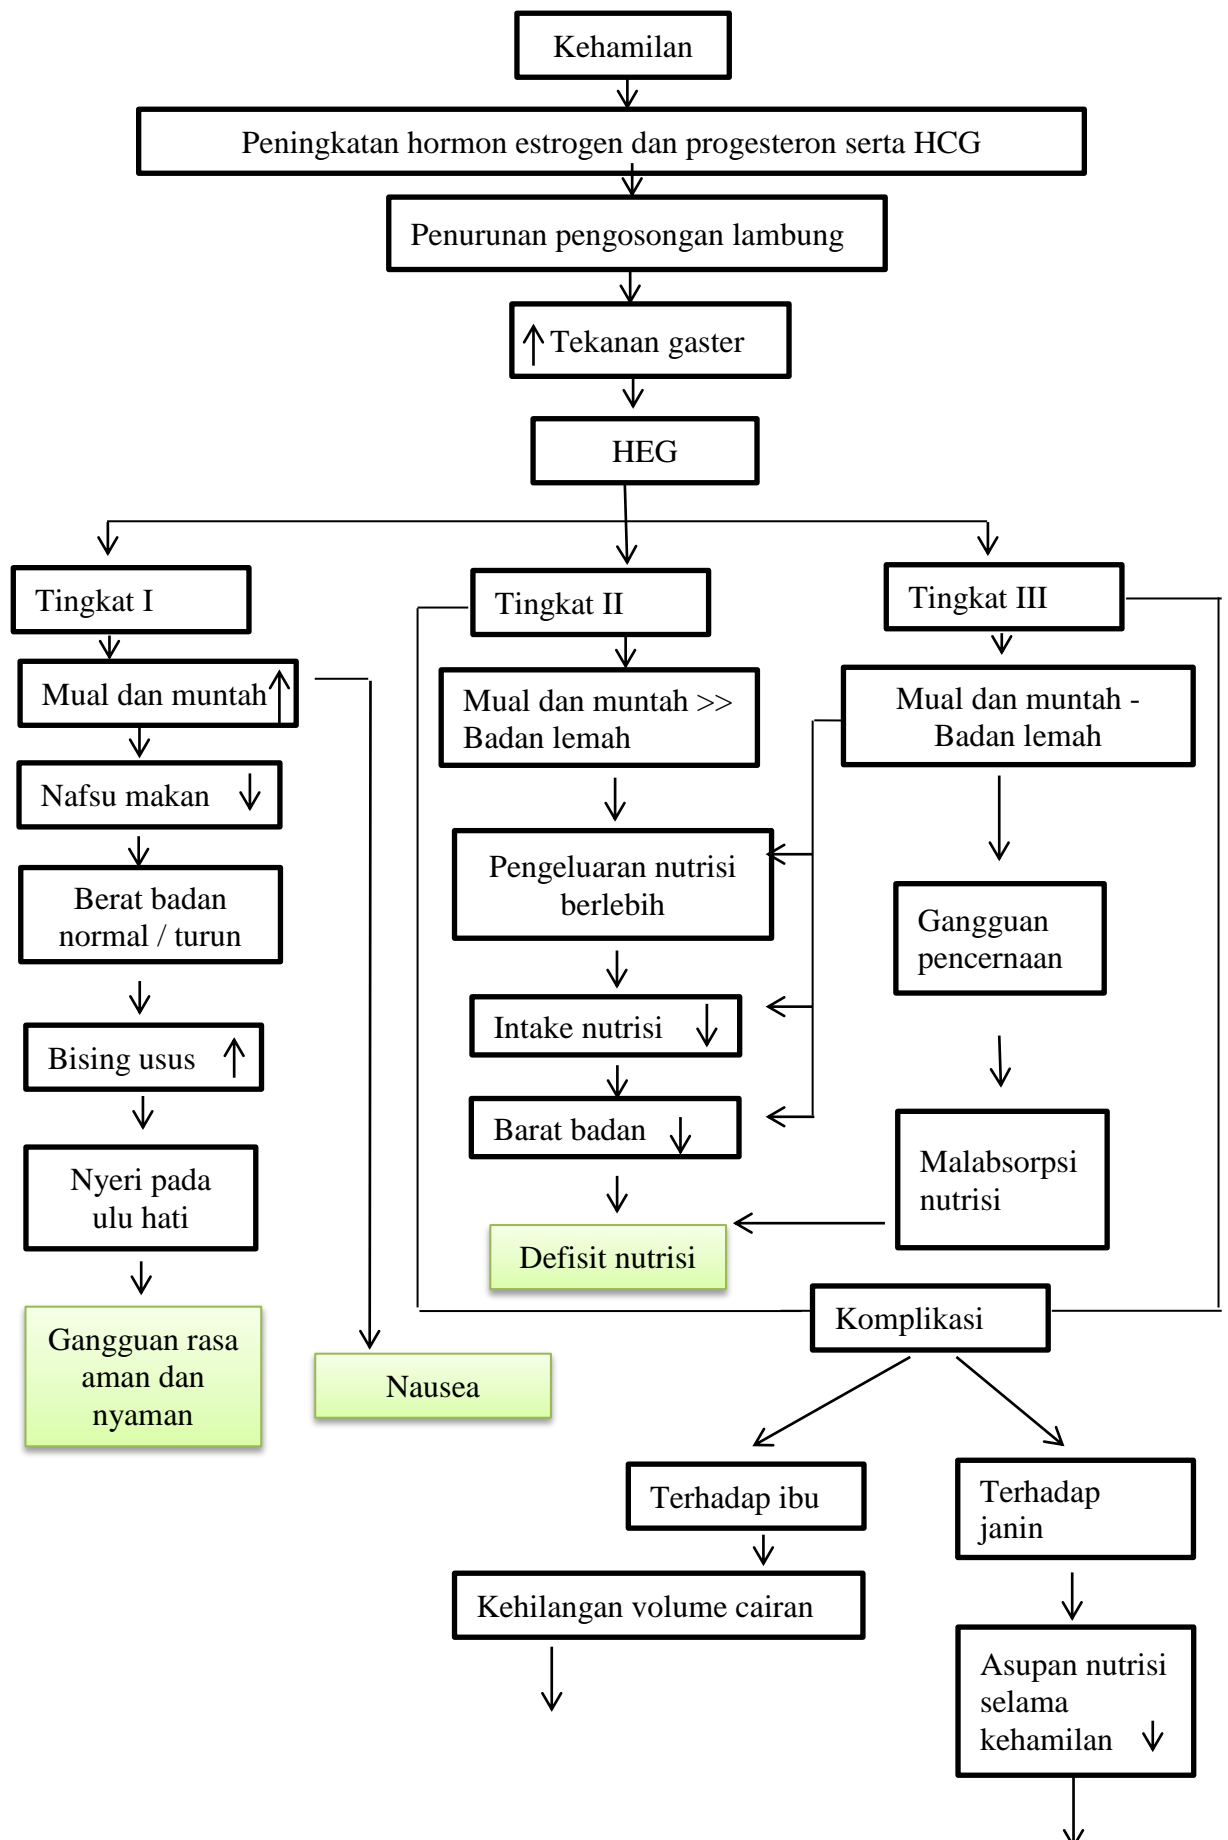 Kehamilan
Peningkatan hormon estrogen dan progesteron serta HCG
Penurunan pengosongan lambung
Tekanan gaster
HEG
Tingkat I
Mual dan muntah
Nafsu makan
Berat badan
normal / turun
Bising usus
Nyeri pada
ulu hati
Gangguan rasa
aman dan
nyaman
Nausea
Tingkat II
Mual dan muntah >>
Badan lemah
Pengeluaran nutrisi
berlebih
Intake nutrisi
Barat badan
Defisit nutrisi
Tingkat III
Mual dan muntah -
Badan lemah
Gangguan
pencernaan
Malabsorpsi
nutrisi
Komplikasi
Terhadap ibu
Kehilangan volume cairan
Terhadap
janin
Asupan nutrisi
selama
kehamilan